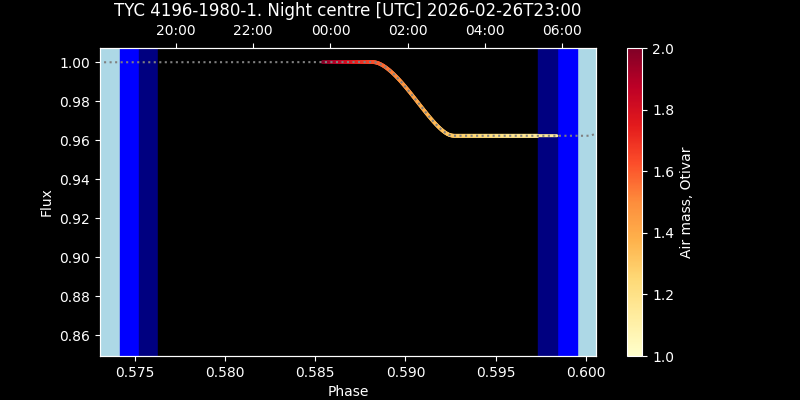 TYC 4196-1980-1. Night centre [UTC] 2026-02-26T23:00
20:00 22:00 00:00 02:00 04:00 06:00
1.00
0.98
0.96
0.94
0.92
0.90
0.88
0.86
Flux
0.575 0.580 0.585 0.590 0.595 0.600
Phase
2.0
1.8
1.6
1.4
1.2
1.0
Air mass, Otivar